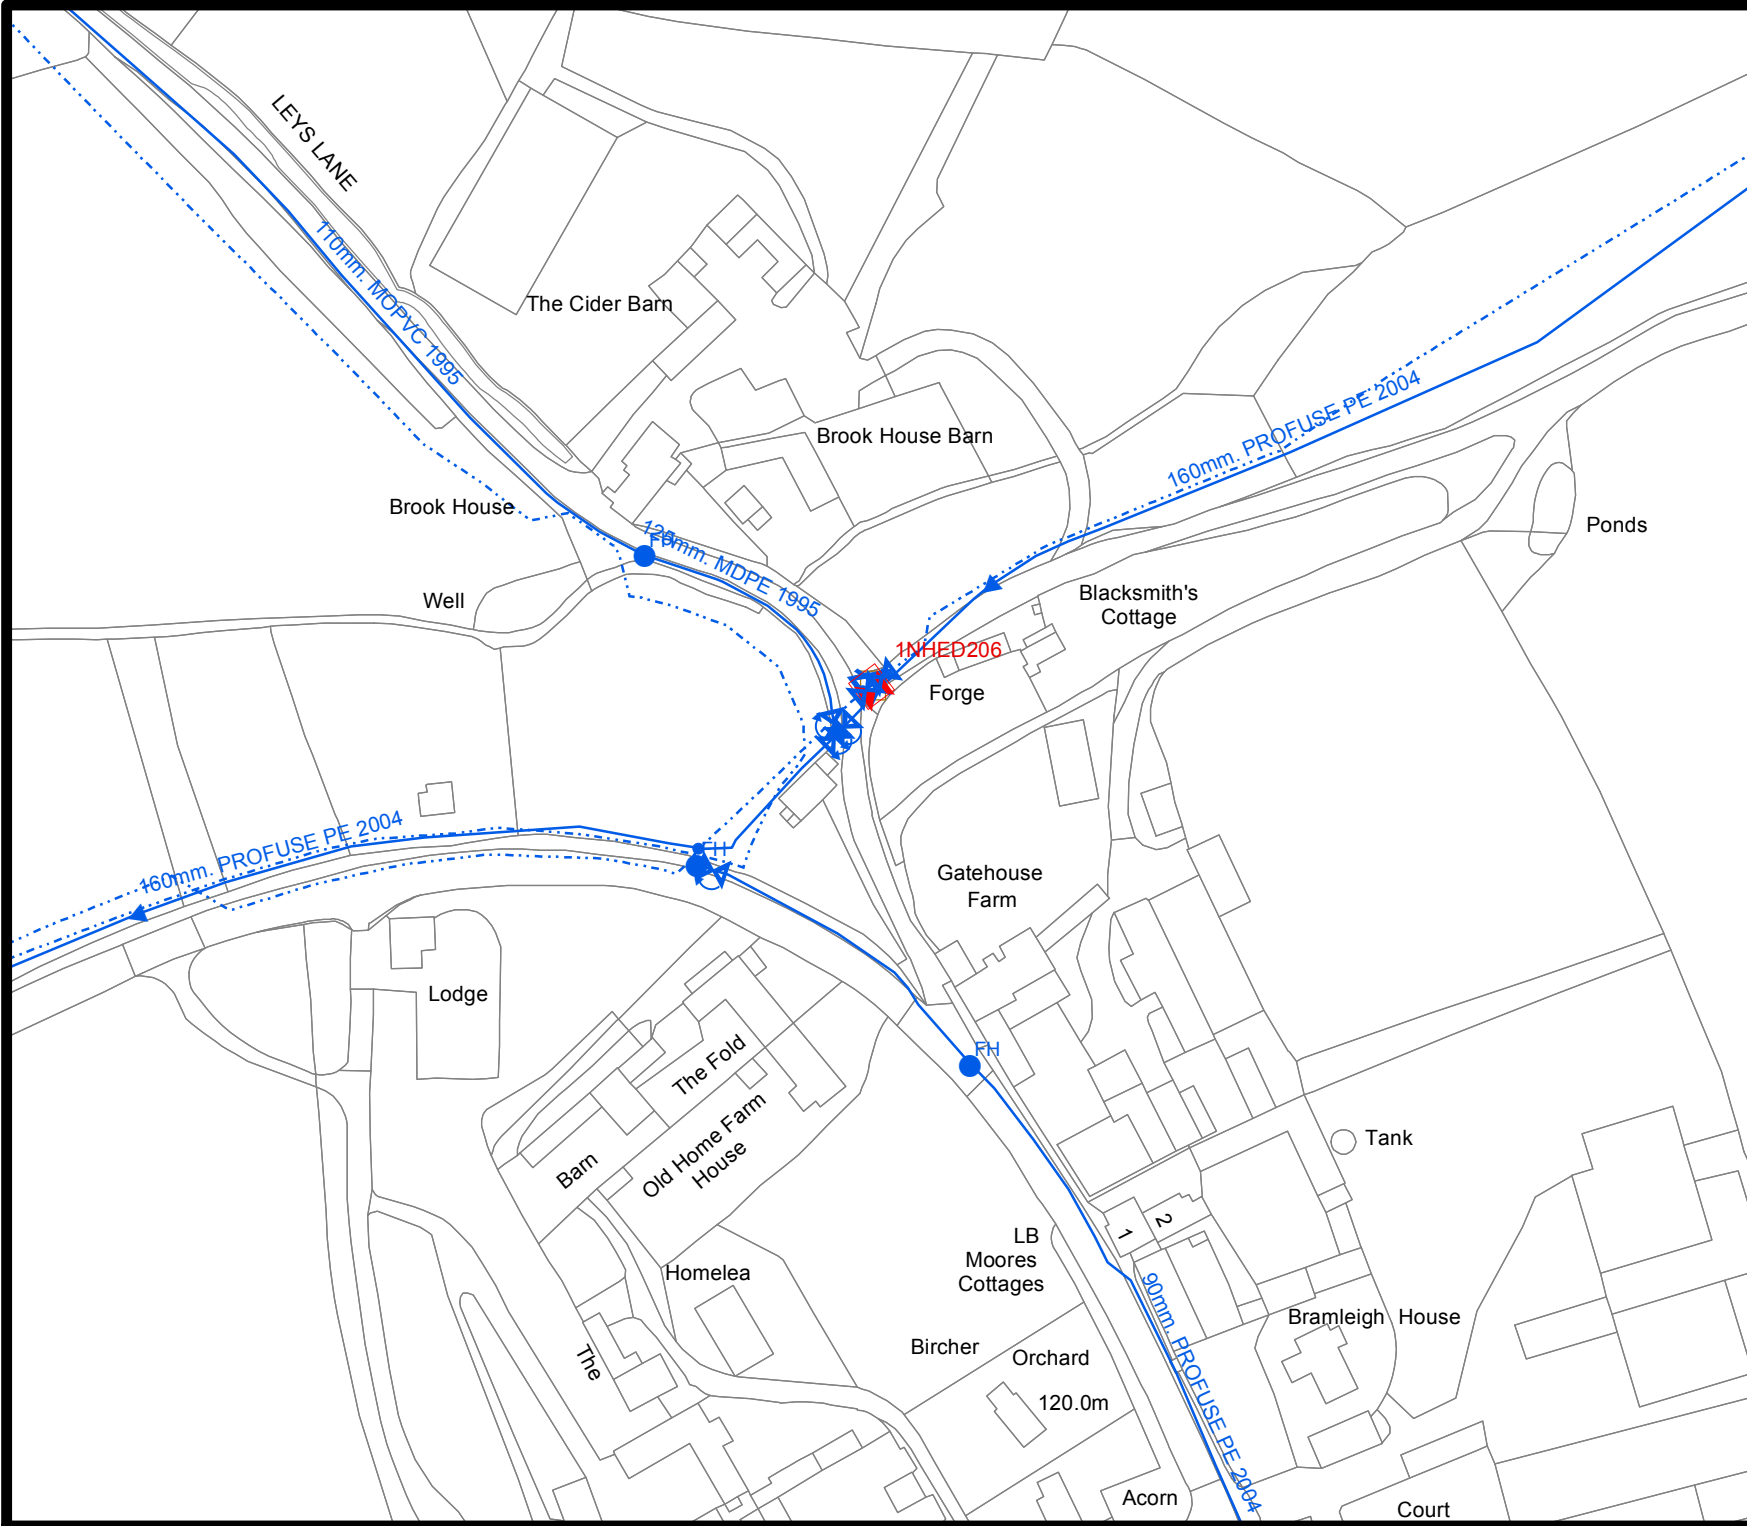 LEYS LANE
110mm. MOPVC 1995
The Cider Barn
160mm. PROFUSE PE 2004
Brook House Barn
Brook House
Ponds
125mm. MDPE 1995
FH
Well
Blacksmith's
Cottage
1NHED206
Forge
160mm. PROFUSE PE 2004
FH
Gatehouse
Farm
Lodge
The Fold
FH
Old Home Farm
House
Barn
Tank
1
2
LB
Moores
Cottages
Homelea
90mm. PROFUSE PE 2004
Bramleigh House
The
Bircher
Orchard
120.0m
Acorn
Court